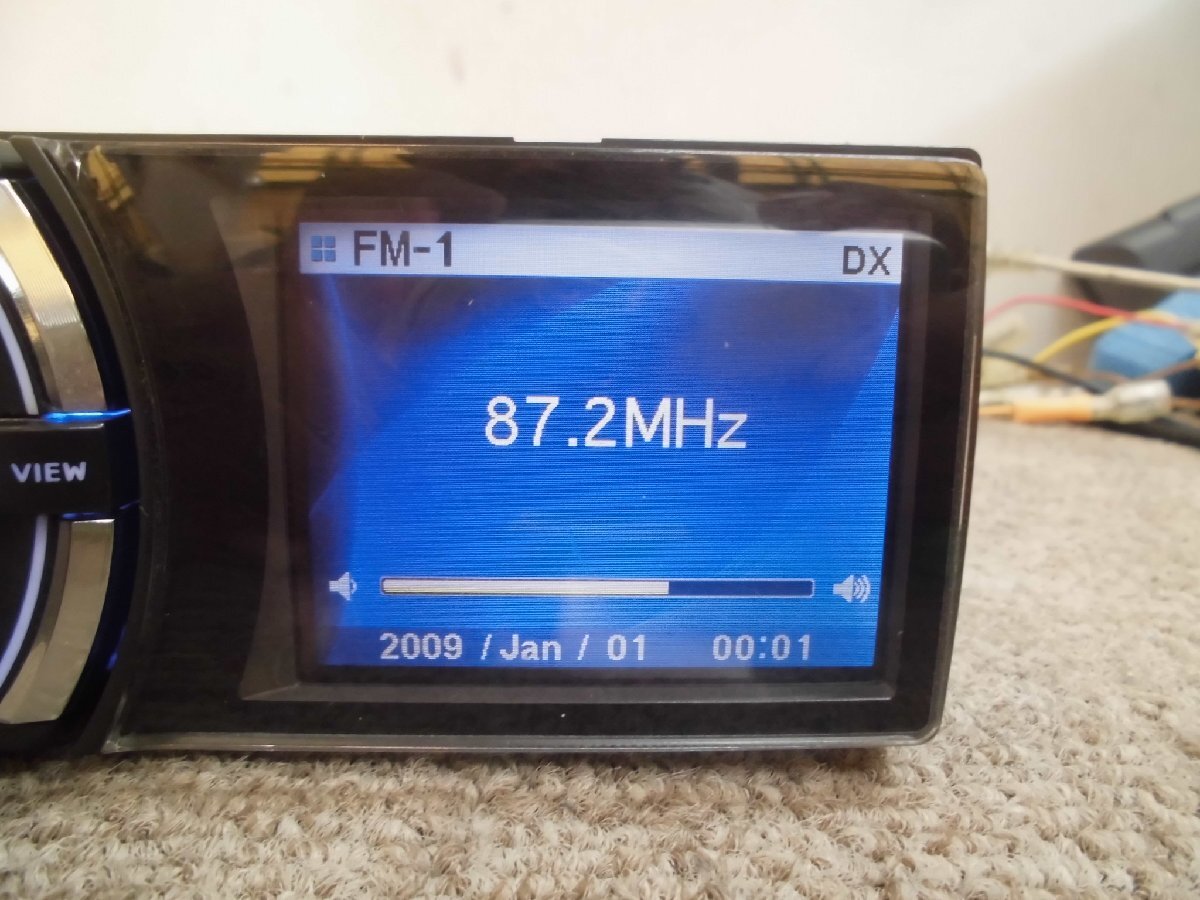 FM-1 DX
87.2MHz
VIEW
2009 / Jan / 01 00:01